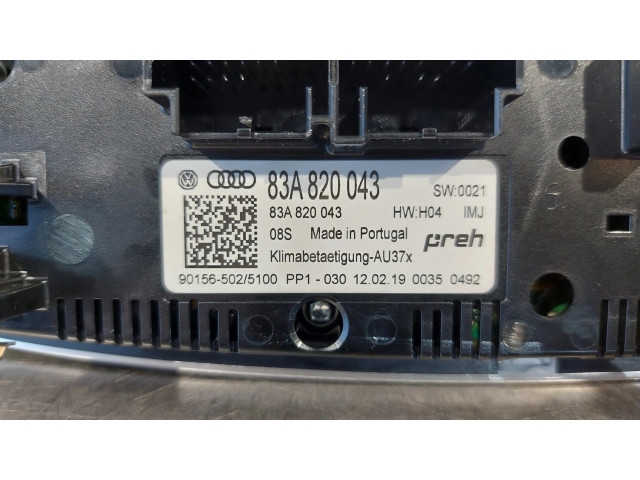 83A 820 043
SW:0021
83A 820 043 HW:H04 IMJ
08S Made in Portugal preh
Klimabetaetigung-AU37x
90156-502/5100 PP1 - 030 12.02.19 0035 0492